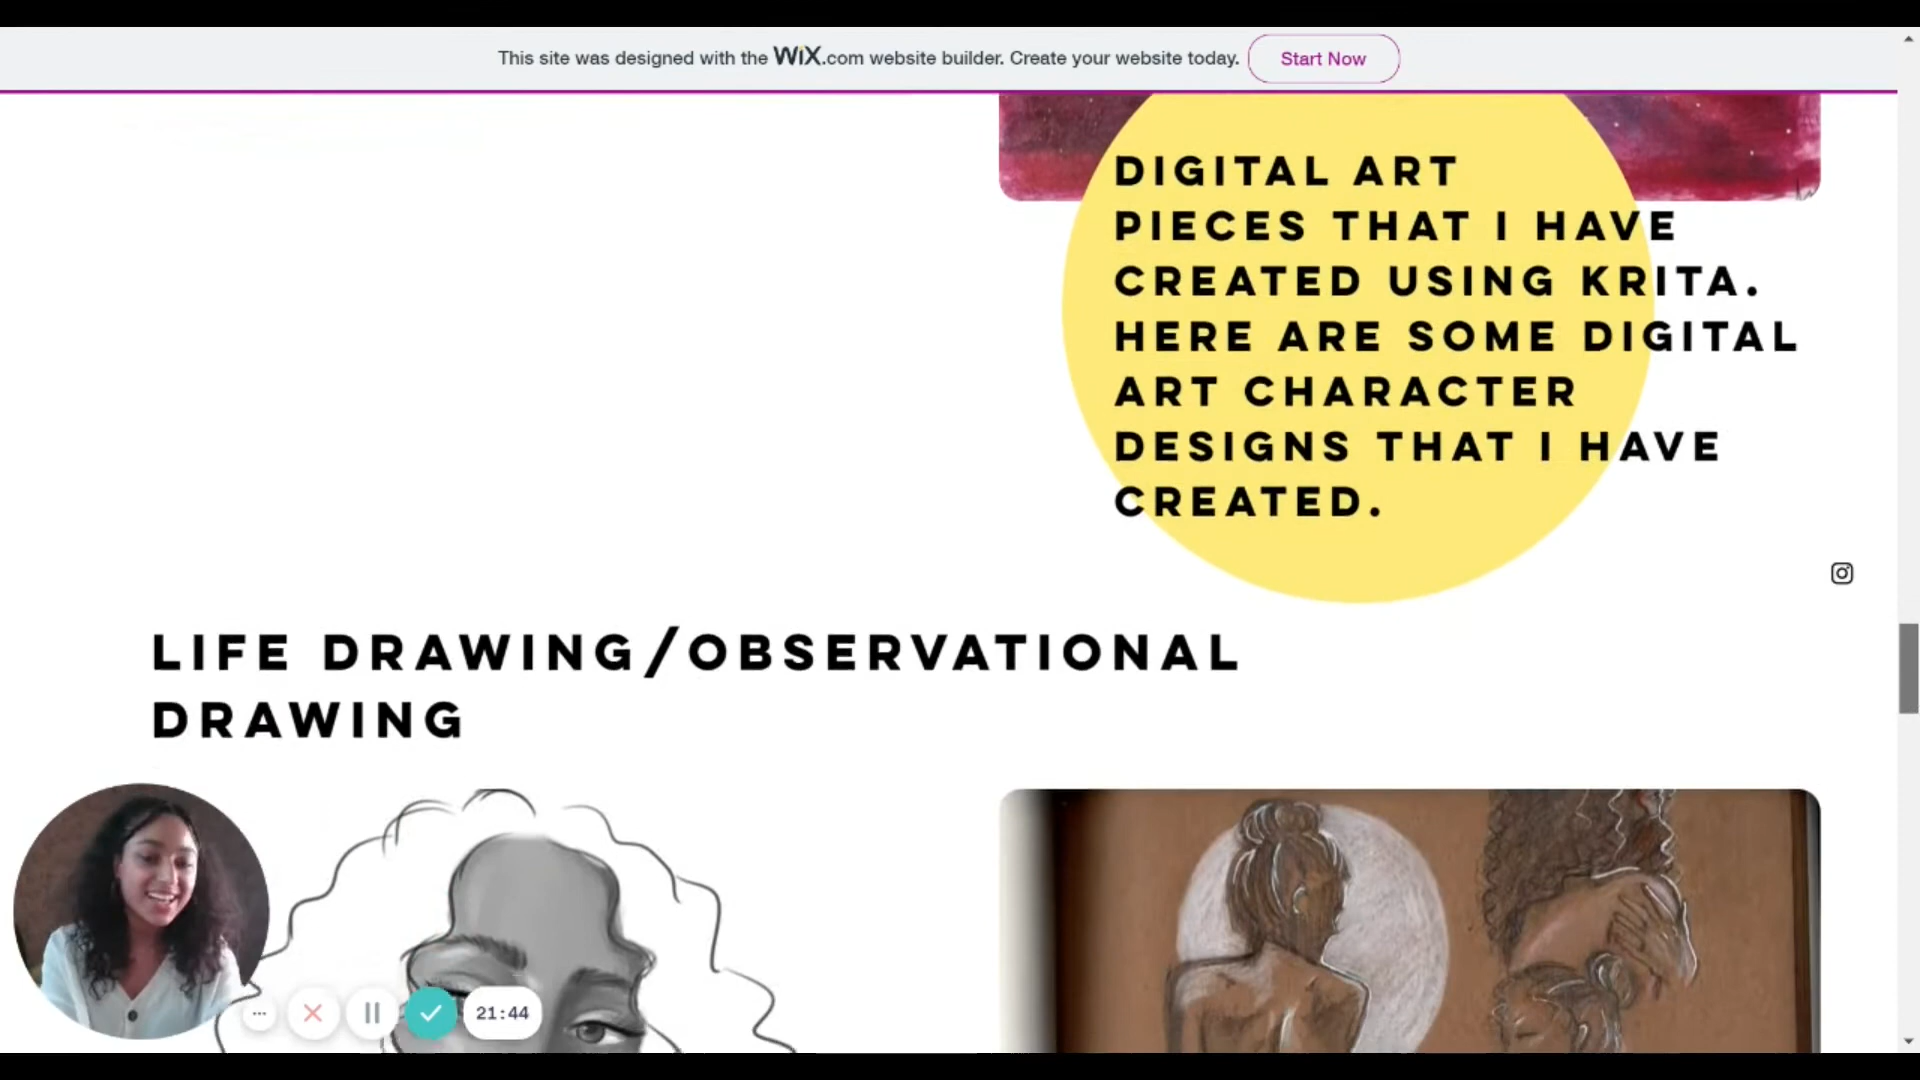 This site was designed with the WiX.com website builder. Create your website today. Start Now
DIGITAL ART
PIECES THAT I HAVE
CREATED USING KRITA.
HERE ARE SOME DIGITAL
ART CHARACTER
DESIGNS THAT I HAVE
CREATED.
LIFE DRAWING/OBSERVATIONAL
DRAWING
21:44